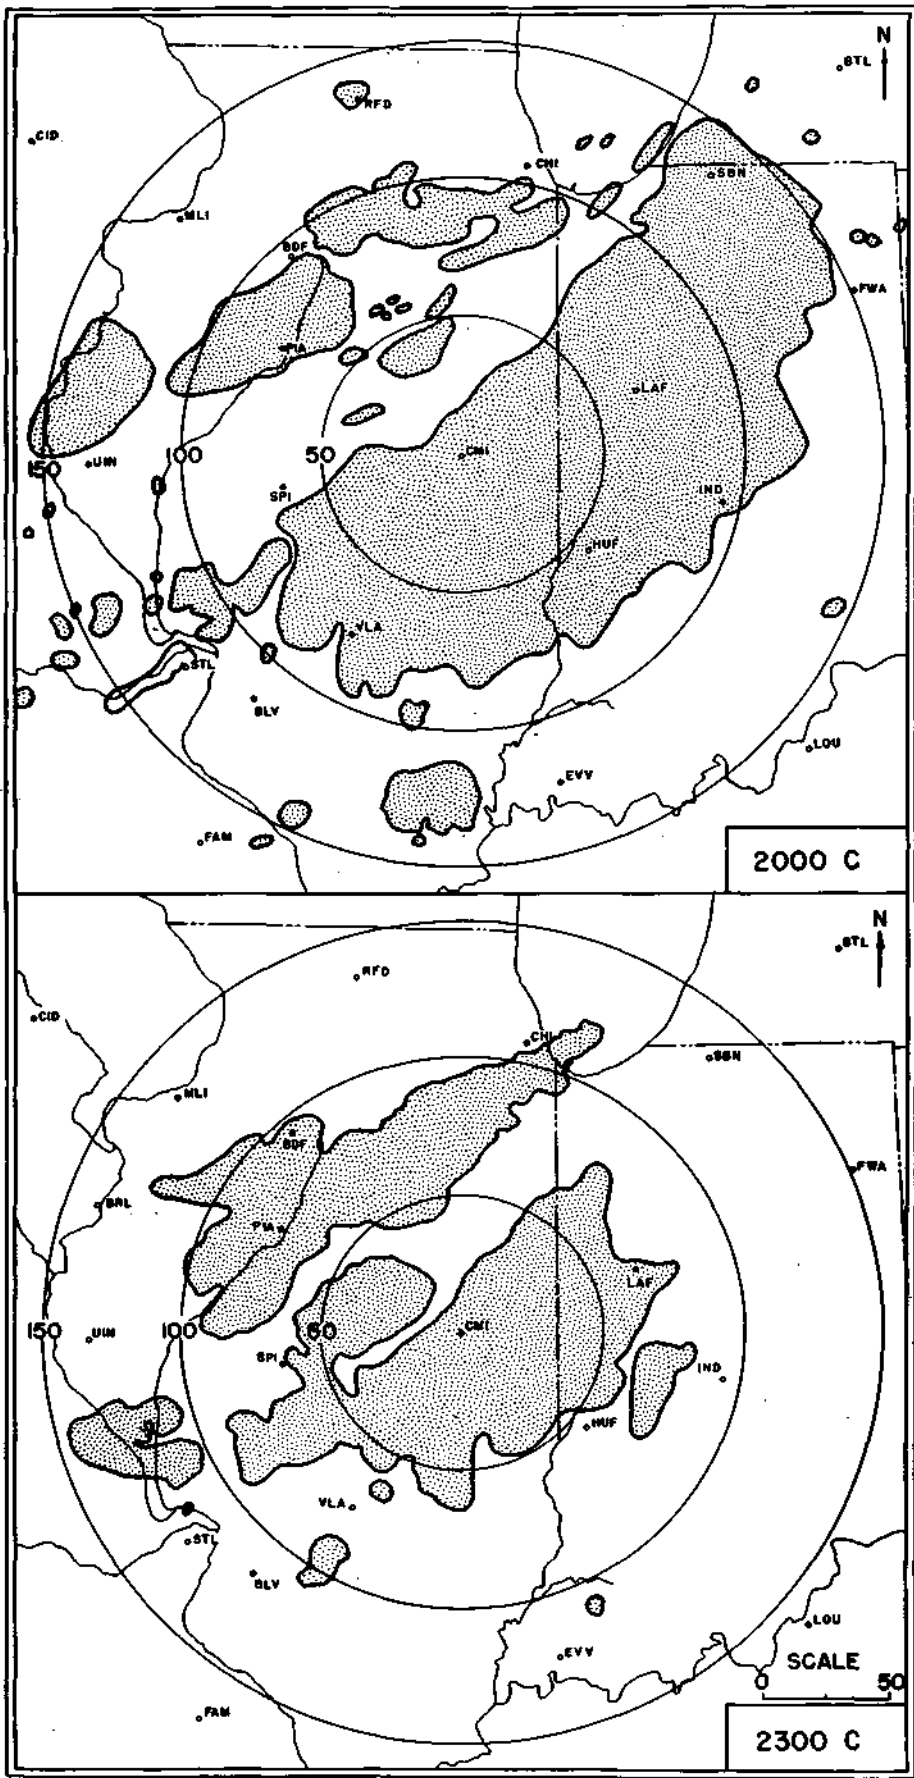 N
BTL
RFD
CID
CHI
SBN
MLI
BDF
FWA
PIA
LAF
150
UIN
100
50
CMI
SPI
IND
HUF
VLA
STL
BLV
LOU
EVV
FAM
2000 C
N
BTL
RFD
CID
CHI
SBN
MLI
BDF
FWA
BRL
PIA
LAF
150
UIN
100
50
CMI
SPI
IND
HUF
VLA
STL
BLV
LOU
EVV
SCALE
0 50
FAM
2300 C